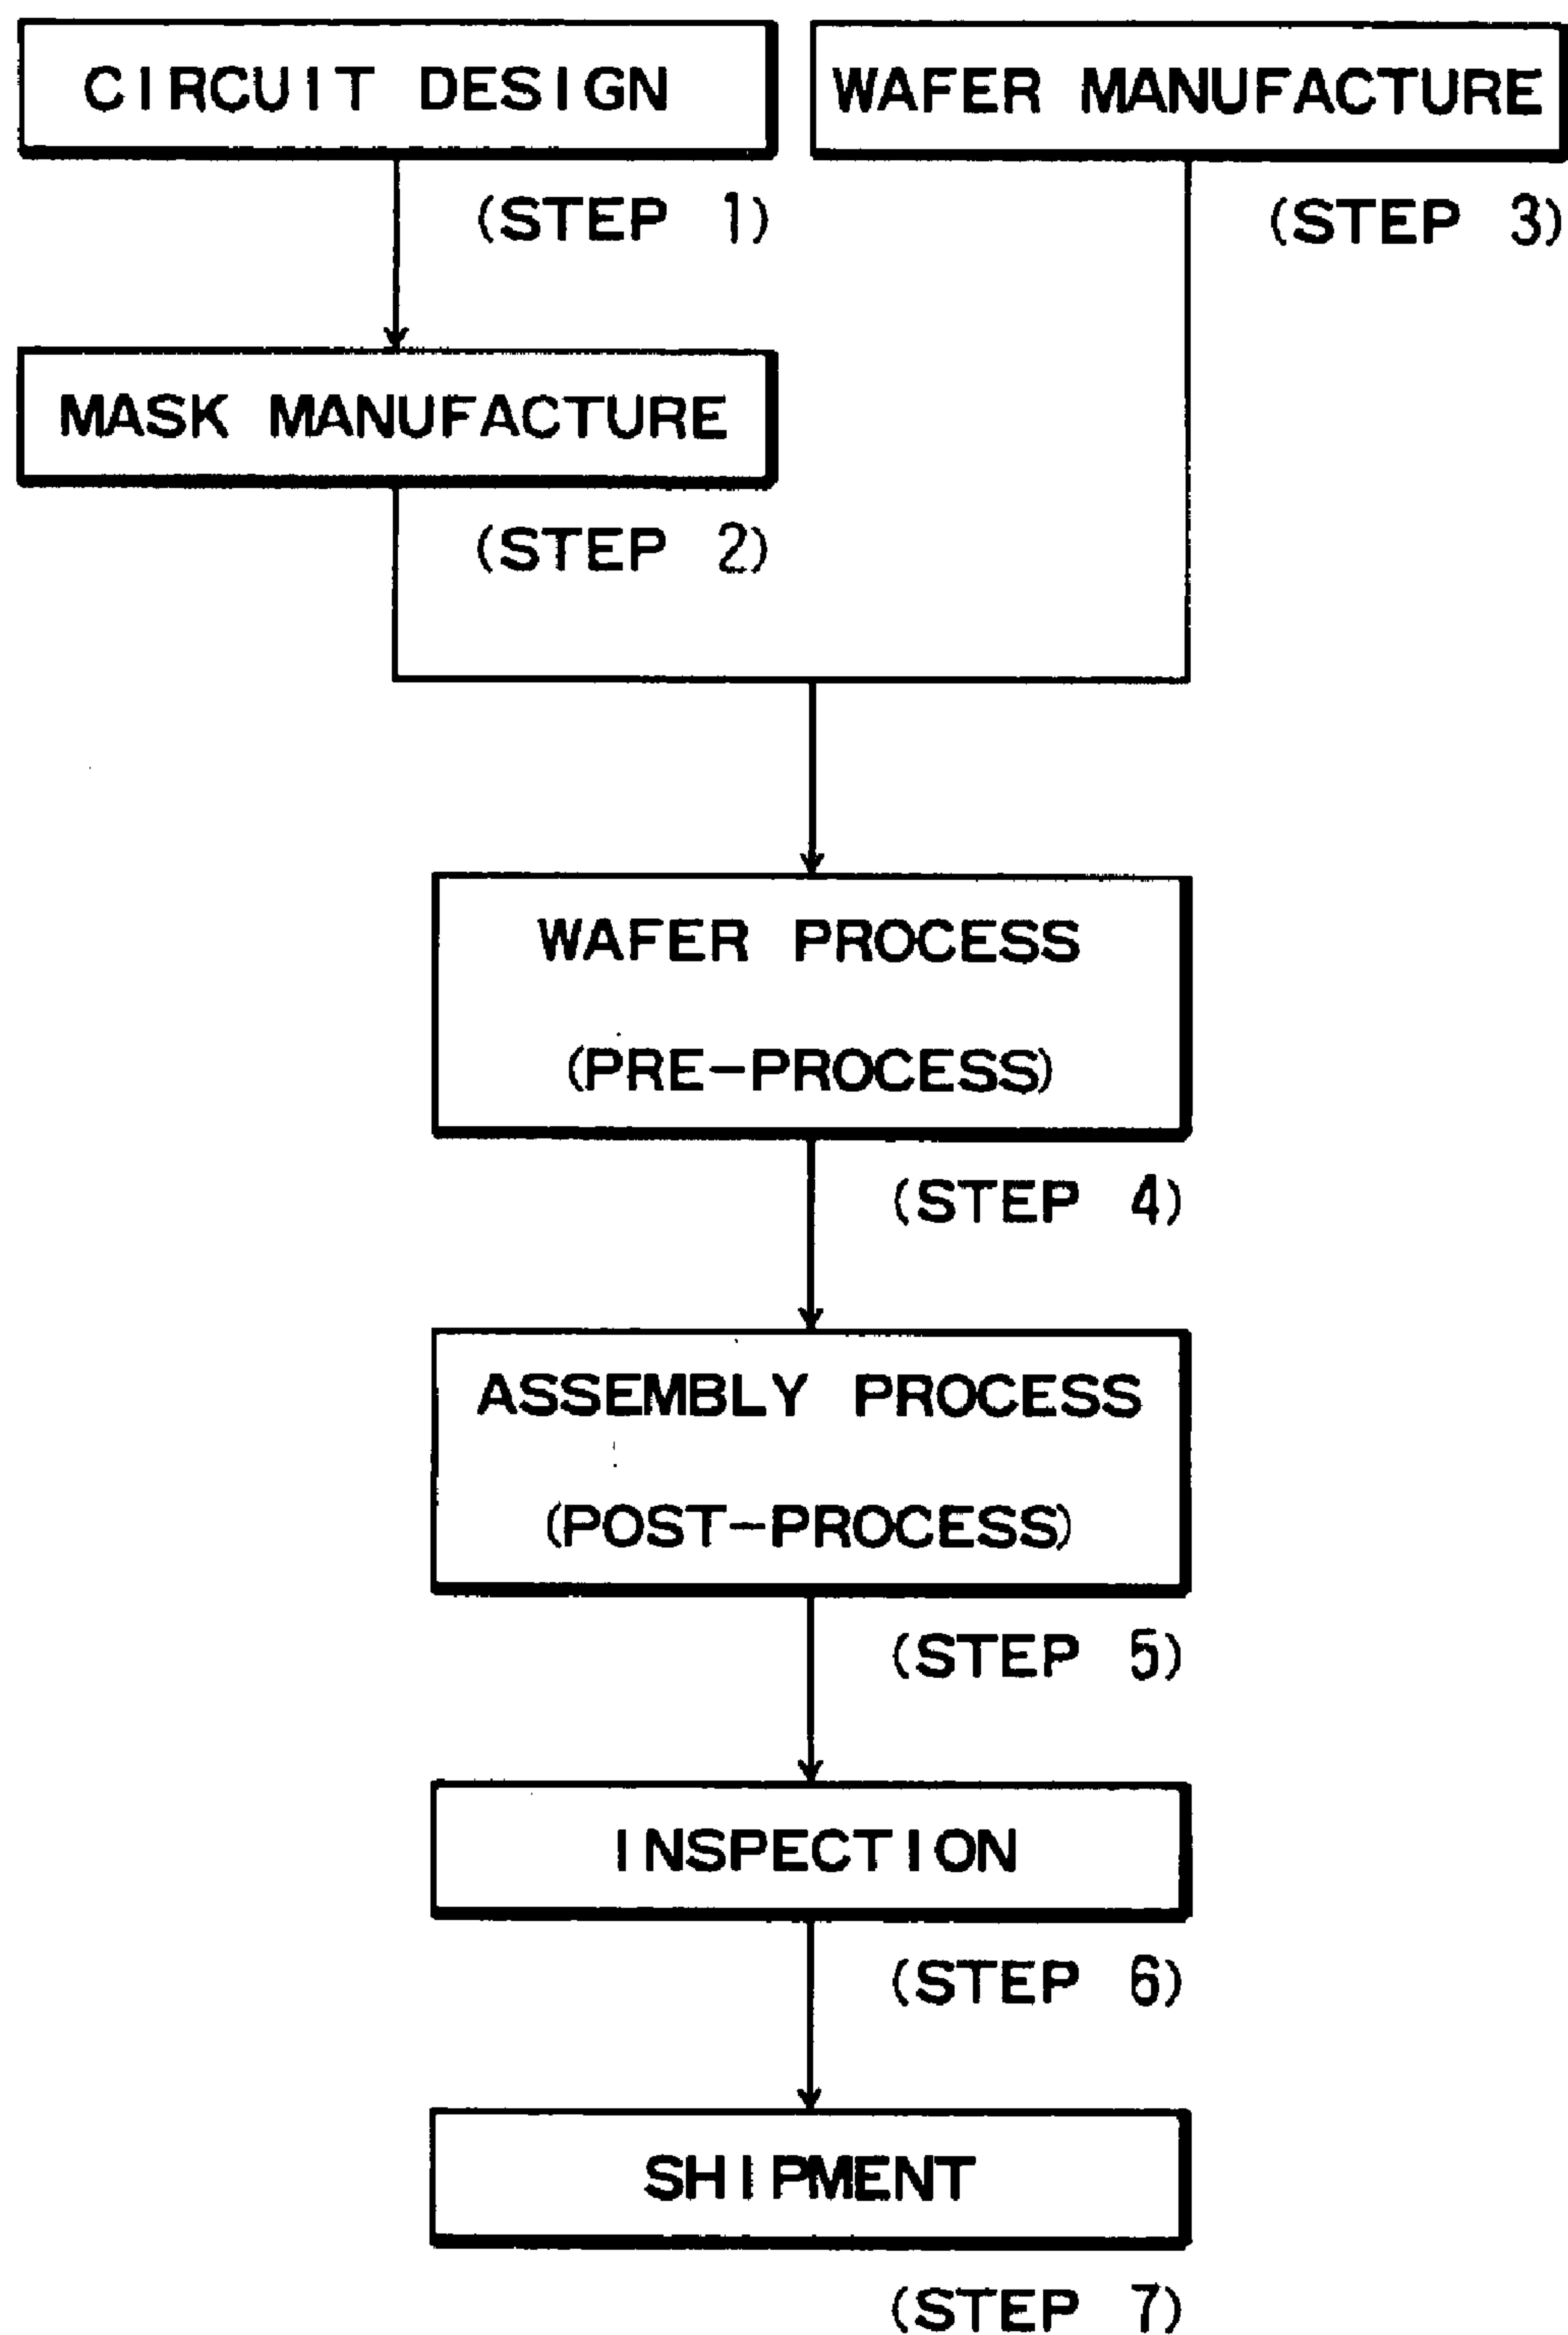 CIRCUIT DESIGN
(STEP 1)
WAFER MANUFACTURE
(STEP 3)
MASK MANUFACTURE
(STEP 2)
WAFER PROCESS
(PRE-PROCESS)
(STEP 4)
ASSEMBLY PROCESS
(POST-PROCESS)
(STEP 5)
INSPECTION
(STEP 6)
SHIPMENT
(STEP 7)